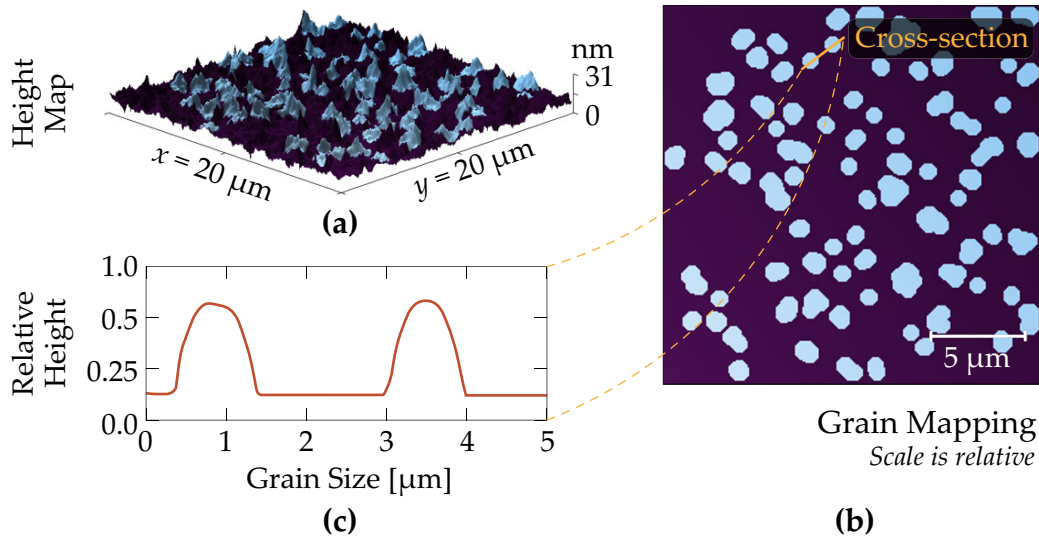 Height
Map
nm
31
0
x = 20 μm
y = 20 μm
(a)
Cross-section
5 μm
Grain Mapping
Scale is relative
(b)
Relative
Height
1.0
0.5
0.25
0.0
0
1
2
3
4
5
Grain Size [μm]
(c)